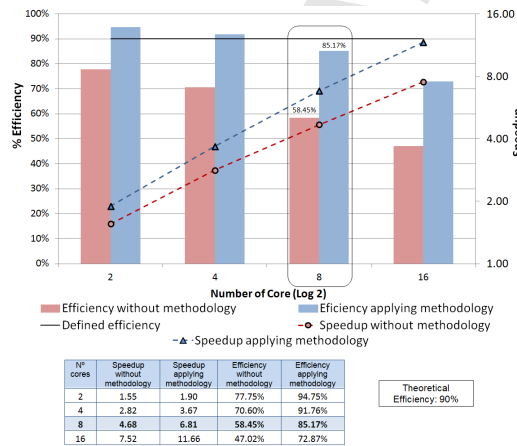 100%
90%
80%
70%
60%
50%
40%
30%
20%
10%
0%
% Efficiency
16.00
8.00
4.00
2.00
1.00
Speedup
85.17%
58.45%
2
4
8
16
Number of Core (Log 2)
Efficiency without methodology
Eficiency applying methodology
Defined efficiency
Speedup without methodology
Speedup applying methodology
Nº cores Speedup without methodology Speedup applying methodology Efficiency without methodology Efficiency applying methodology
2 1.55 1.90 77.75% 94.75%
4 2.82 3.67 70.60% 91.76%
8 4.68 6.81 58.45% 85.17%
16 7.52 11.66 47.02% 72.87%
Theoretical
Efficiency: 90%